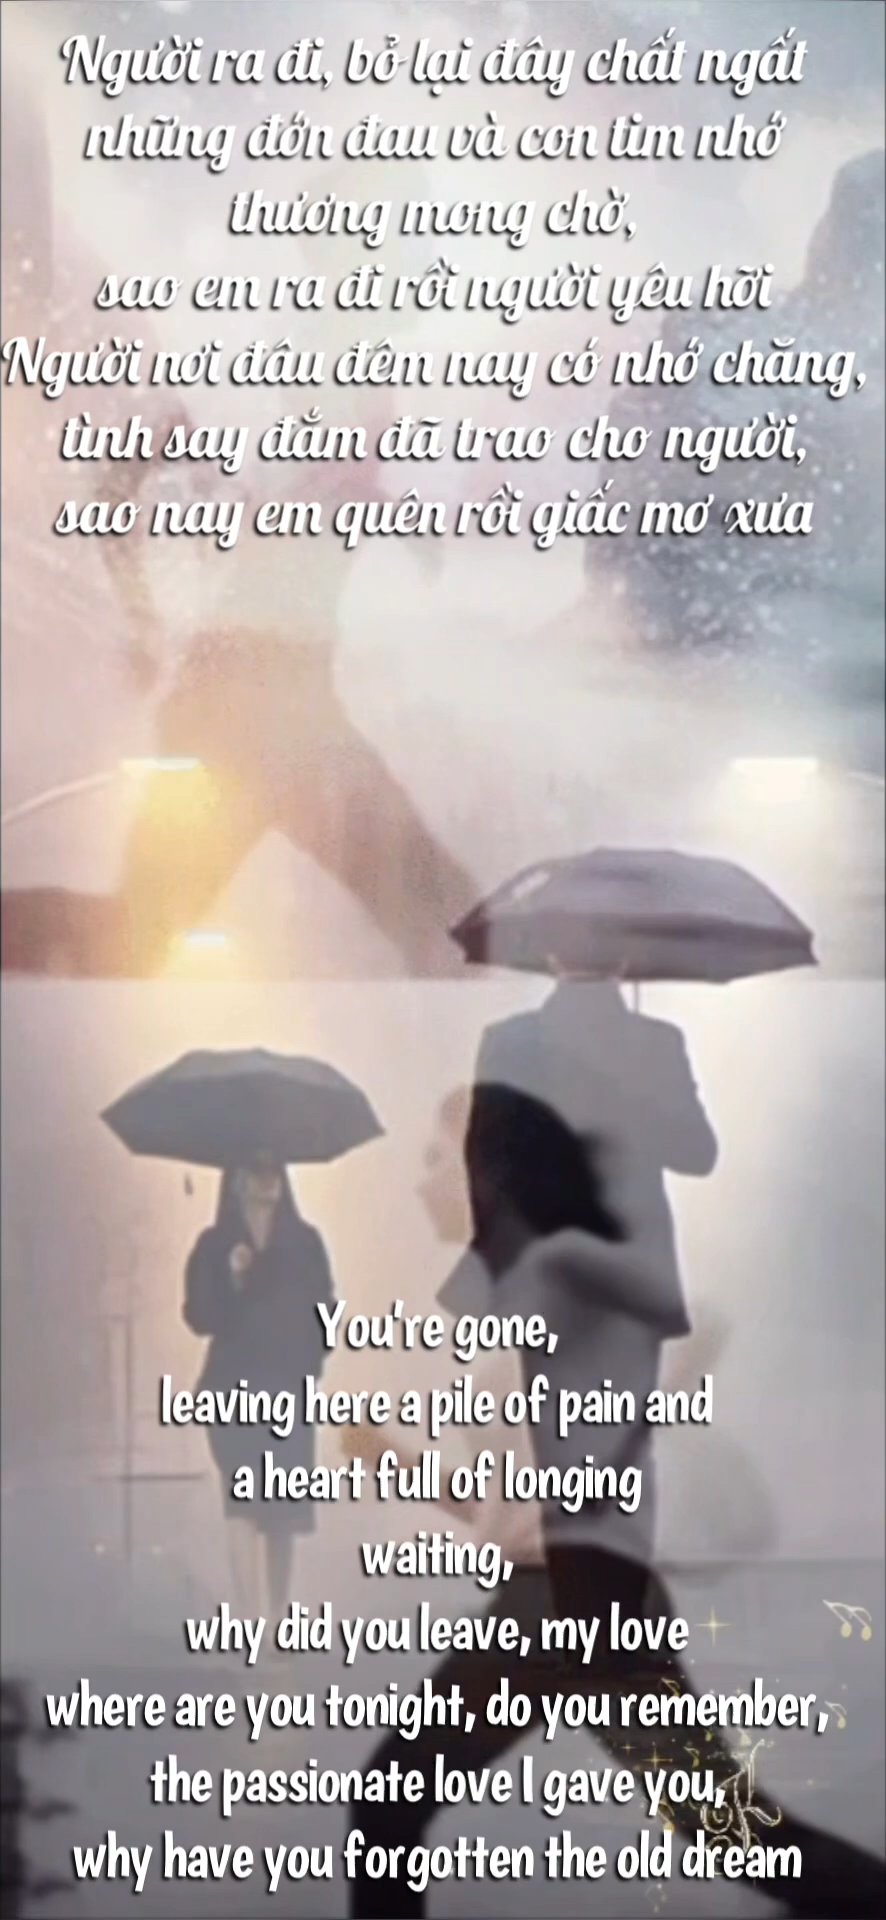 Người ra đi, bỏ lại đây chất ngất
những đớn đau và con tim nhớ
thương mong chờ,
sao em ra đi rồi người yêu hỡi
Người nơi đâu đêm nay có nhớ chăng,
tình say đắm đã trao cho người,
sao nay em quên rồi giấc mơ xưa
You're gone,
leaving here a pile of pain and
a heart full of longing
waiting,
why did you leave, my love
where are you tonight, do you remember,
the passionate love I gave you,
why have you forgotten the old dream